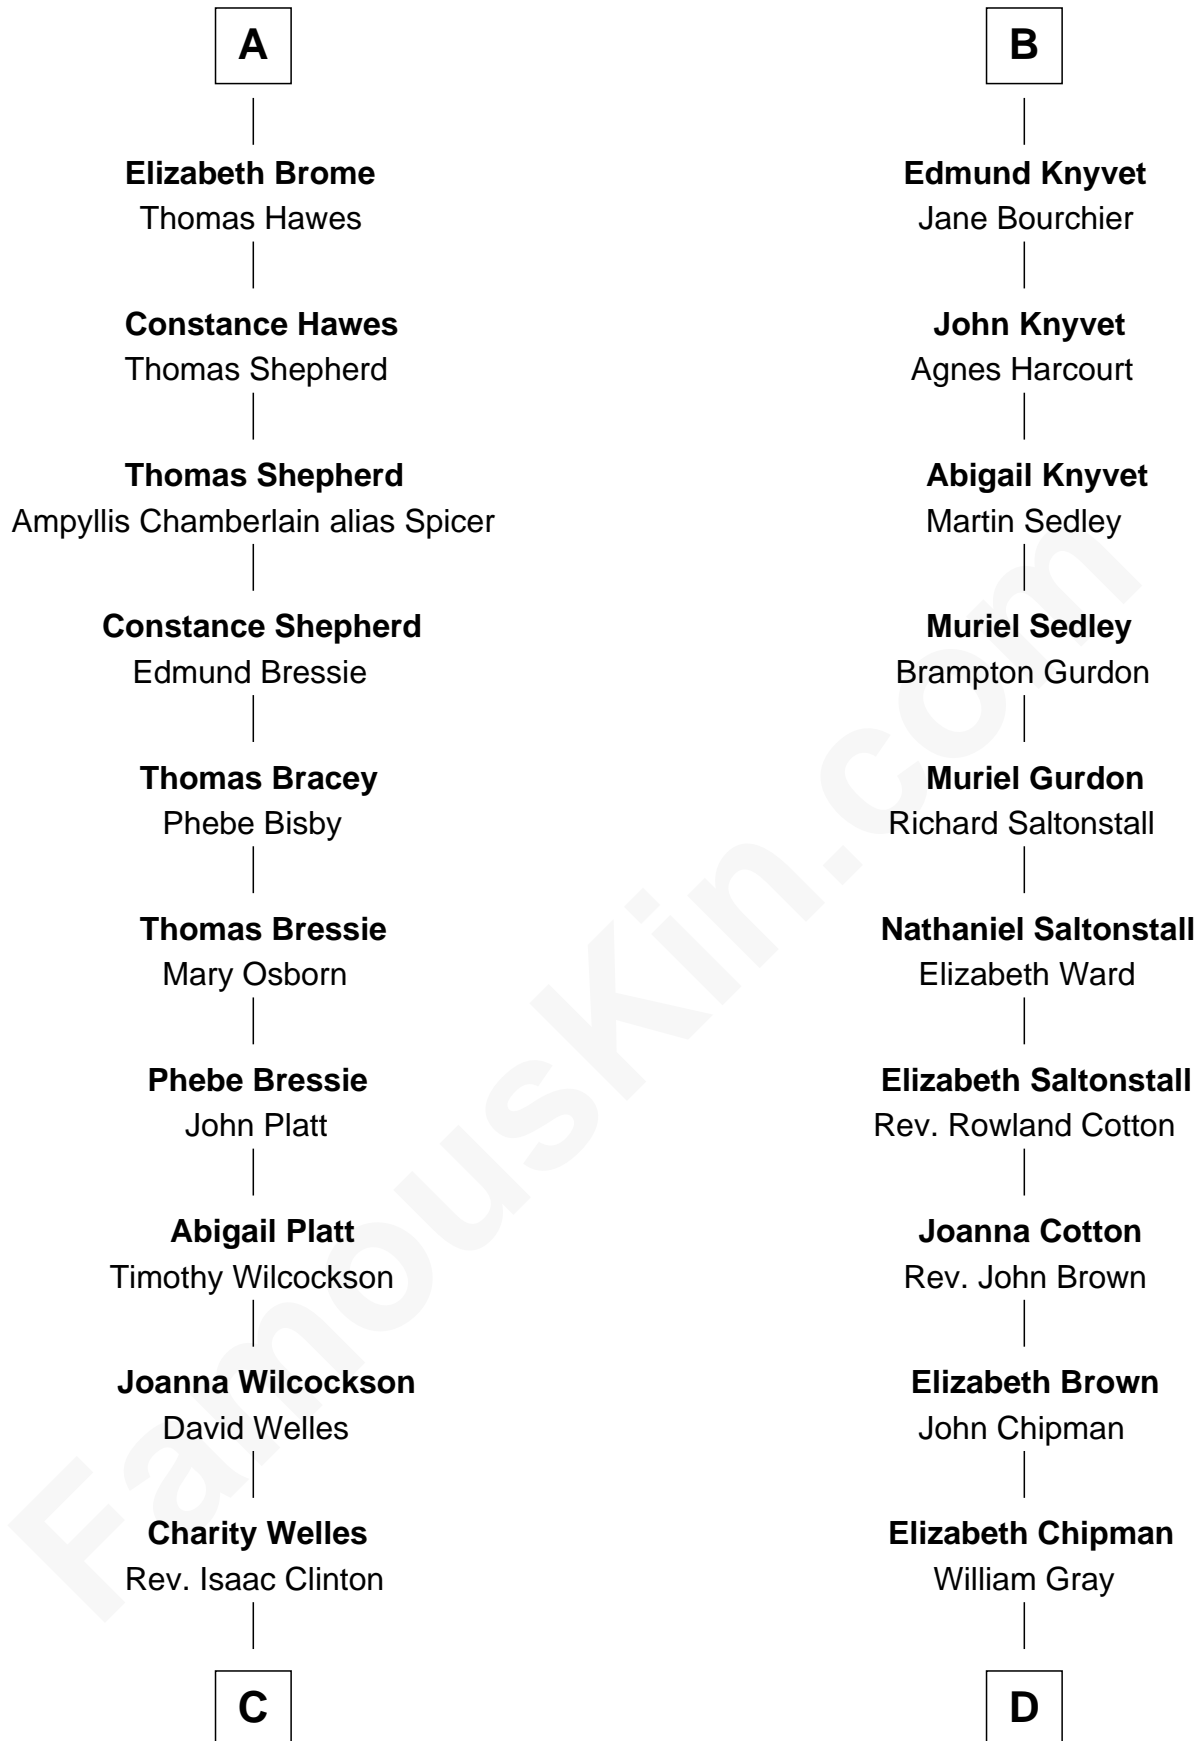 A
Elizabeth Brome
Thomas Hawes
Constance Hawes
Thomas Shepherd
Thomas Shepherd
Ampyllis Chamberlain alias Spicer
Constance Shepherd
Edmund Bressie
Thomas Bracey
Phebe Bisby
Thomas Bressie
Mary Osborn
Phebe Bressie
John Platt
Abigail Platt
Timothy Wilcockson
Joanna Wilcockson
David Welles
Charity Welles
Rev. Isaac Clinton
C
B
Edmund Knyvet
Jane Bourchier
John Knyvet
Agnes Harcourt
Abigail Knyvet
Martin Sedley
Muriel Sedley
Brampton Gurdon
Muriel Gurdon
Richard Saltonstall
Nathaniel Saltonstall
Elizabeth Ward
Elizabeth Saltonstall
Rev. Rowland Cotton
Joanna Cotton
Rev. John Brown
Elizabeth Brown
John Chipman
Elizabeth Chipman
William Gray
D
FamousKin.com